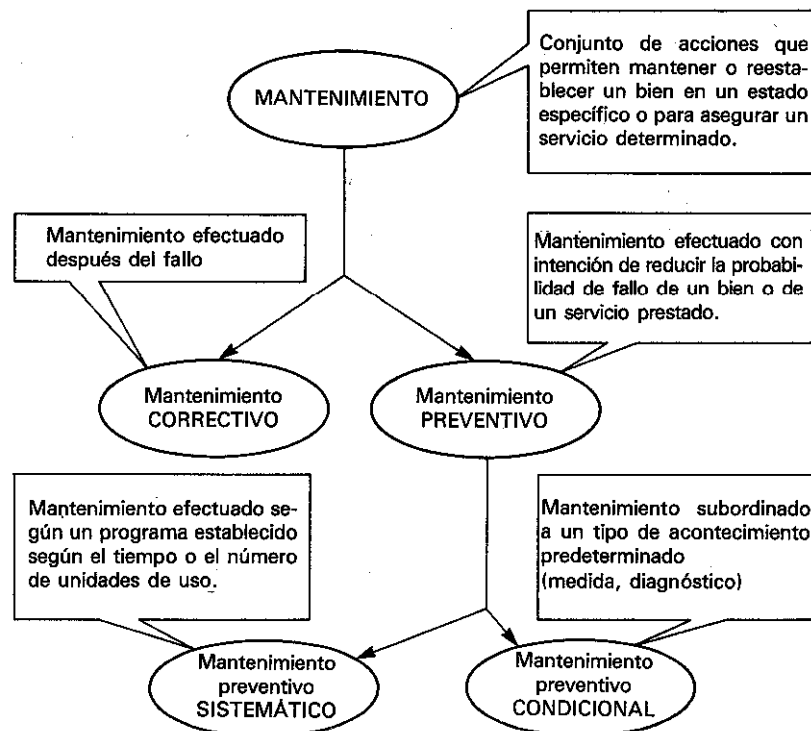 Conjunto de acciones que
permiten mantener o reesta-
blecer un bien en un estado
específico o para asegurar un
servicio determinado.
MANTENIMIENTO
Mantenimiento efectuado
después del fallo
Mantenimiento efectuado con
intención de reducir la probabi-
lidad de fallo de un bien o de
un servicio prestado.
Mantenimiento
CORRECTIVO
Mantenimiento
PREVENTIVO
Mantenimiento efectuado se-
gún un programa establecido
según el tiempo o el número
de unidades de uso.
Mantenimiento subordinado
a un tipo de acontecimiento
predeterminado
(medida, diagnóstico)
Mantenimiento
preventivo
SISTEMÁTICO
Mantenimiento
preventivo
CONDICIONAL